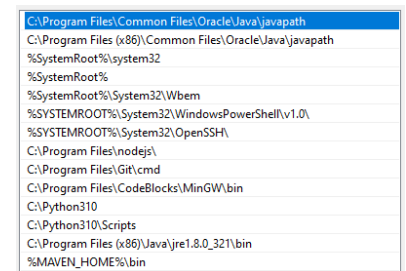 C:\Program Files\Common Files\Oracle\Java\javapath
C:\Program Files (x86)\Common Files\Oracle\Java\javapath
%SystemRoot%\system32
%SystemRoot%
%SystemRoot%\System32\Wbem
%SYSTEMROOT%\System32\WindowsPowerShell\v1.0\
%SYSTEMROOT%\System32\OpenSSH\
C:\Program Files\nodejs\
C:\Program Files\Git\cmd
C:\Program Files\CodeBlocks\MinGW\bin
C:\Python310
C:\Python310\Scripts
C:\Program Files (x86)\Java\jre1.8.0_321\bin
%MAVEN_HOME%\bin